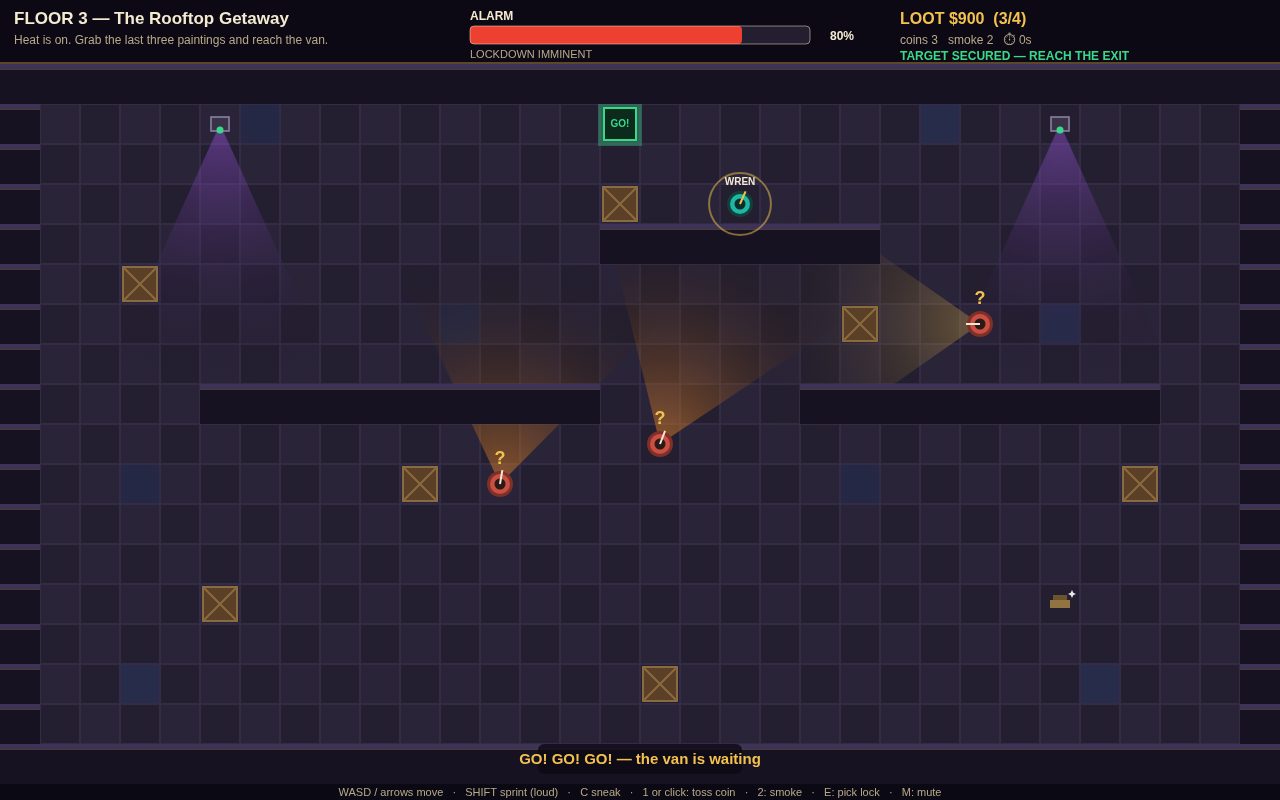 FLOOR 3 — The Rooftop Getaway
Heat is on. Grab the last three paintings and reach the van.
ALARM
80%
LOCKDOWN IMMINENT
LOOT $900 (3/4)
coins 3 smoke 2 ⏱ 0s
TARGET SECURED — REACH THE EXIT
GO!
WREN
?
?
?
GO! GO! GO! — the van is waiting
WASD / arrows move · SHIFT sprint (loud) · C sneak · 1 or click: toss coin · 2: smoke · E: pick lock · M: mute